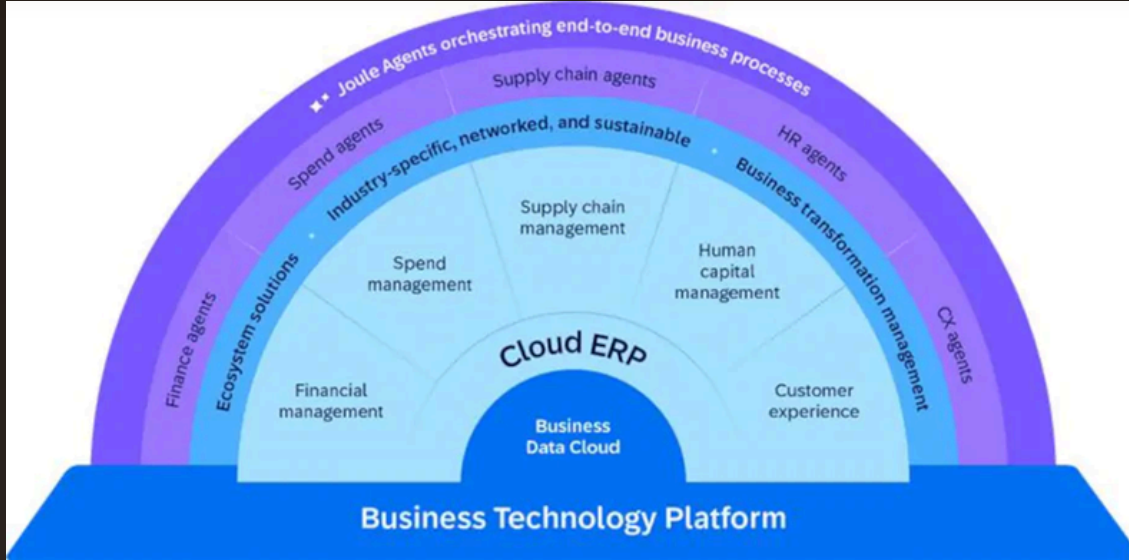 Joule Agents orchestrating end-to-end business processes
Finance agents
Spend agents
Supply chain agents
HR agents
CX agents
Ecosystem solutions
Industry-specific, networked, and sustainable
Business transformation management
Financial
management
Spend
management
Supply chain
management
Human
capital
management
Customer
experience
Cloud ERP
Business
Data Cloud
Business Technology Platform